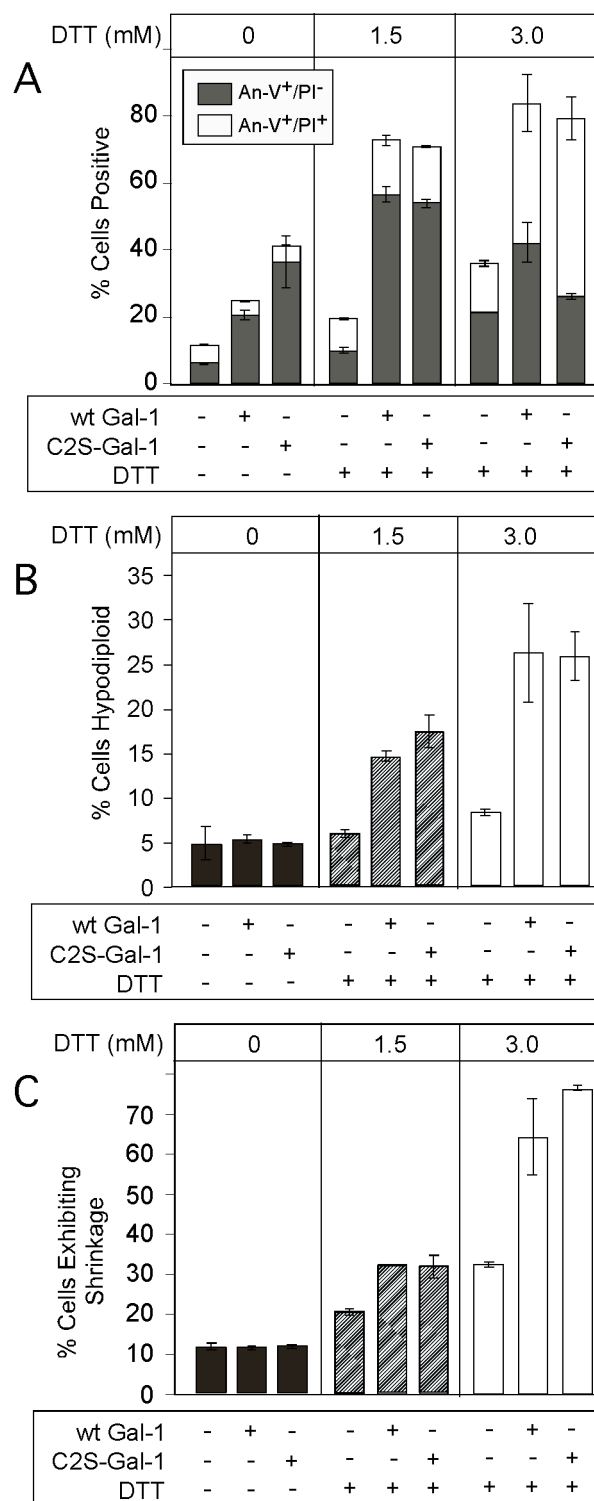 DTT (mM) 0 1.5 3.0
A
An-V+/PI-
An-V+/PI+
% Cells Positive
80
60
40
20
0
wt Gal-1 - + - - + - - + -
C2S-Gal-1 - - + - - + - - +
DTT - - - + + + + + +
DTT (mM) 0 1.5 3.0
B
% Cells Hypodiploid
35
30
25
20
15
10
5
0
wt Gal-1 - + - - + - - + -
C2S-Gal-1 - - + - - + - - +
DTT - - - + + + + + +
DTT (mM) 0 1.5 3.0
C
% Cells Exhibiting
Shrinkage
70
60
50
40
30
20
10
0
wt Gal-1 - + - - + - - + -
C2S-Gal-1 - - + - - + - - +
DTT - - - + + + + + +